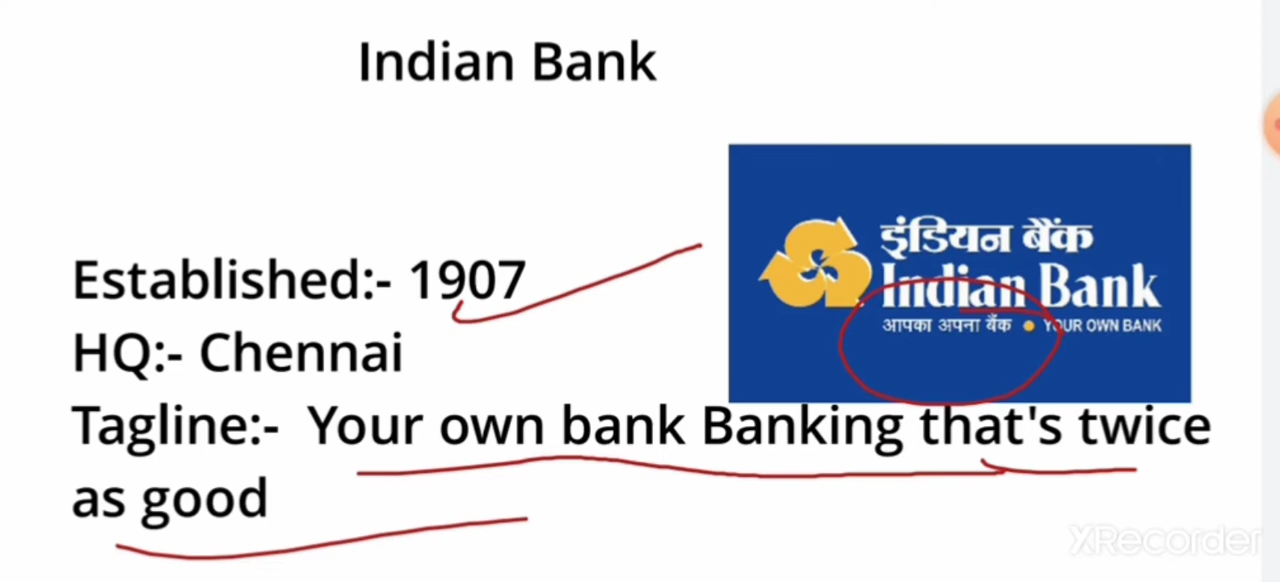 Indian Bank
इंडियन बैंक
Indian Bank
आपका अपना बैंक ● YOUR OWN BANK
Established:- 1907
HQ:- Chennai
Tagline:- Your own bank Banking that's twice
as good
XRecorder